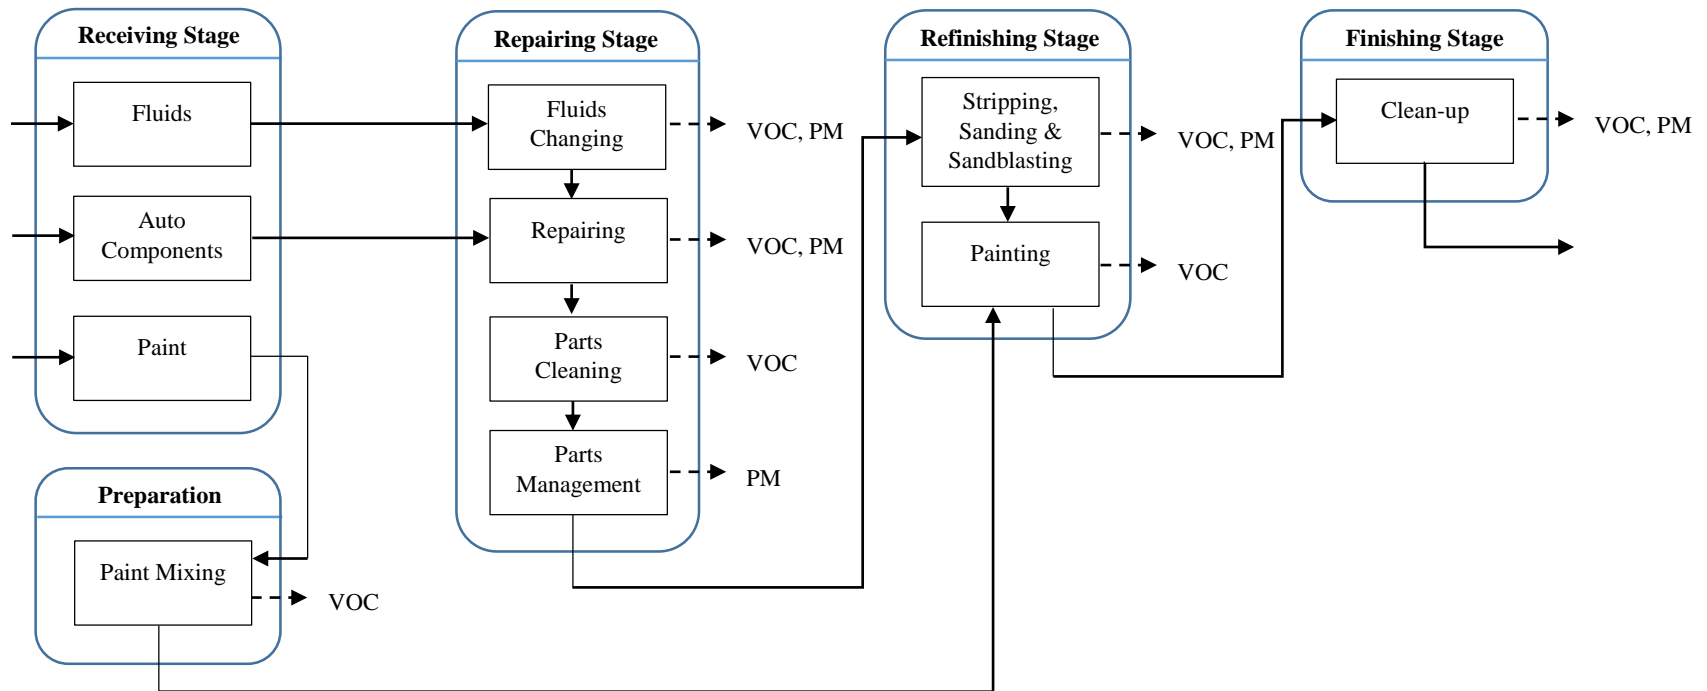 Receiving Stage
Fluids
Auto
Components
Paint
Preparation
Paint Mixing
VOC
Repairing Stage
Fluids
Changing
VOC, PM
Repairing
VOC, PM
Parts
Cleaning
VOC
Parts
Management
PM
Refinishing Stage
Stripping,
Sanding &
Sandblasting
VOC, PM
Painting
VOC
Finishing Stage
Clean-up
VOC, PM